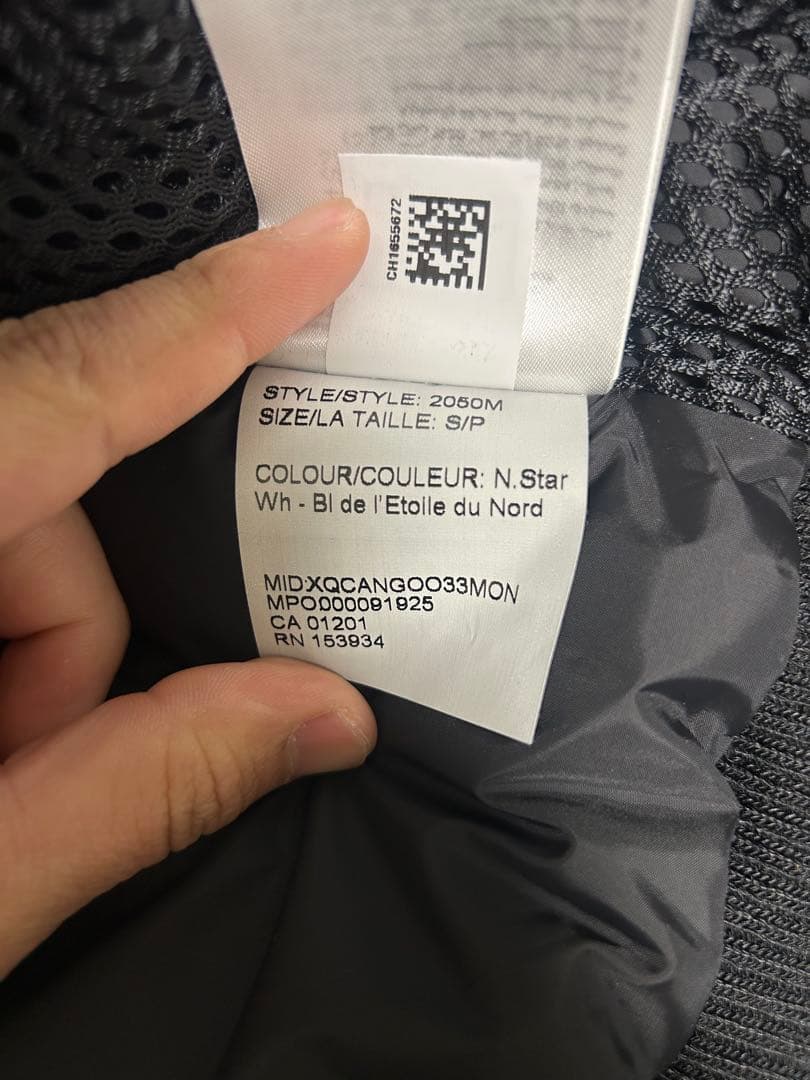 CH1655672
STYLE/STYLE: 2050M
SIZE/LA TAILLE: S/P
COLOUR/COULEUR: N.Star
Wh - Bl de l'Etoile du Nord
MID:XQCANGOO33MON
MPO000091925
CA 01201
RN 153934